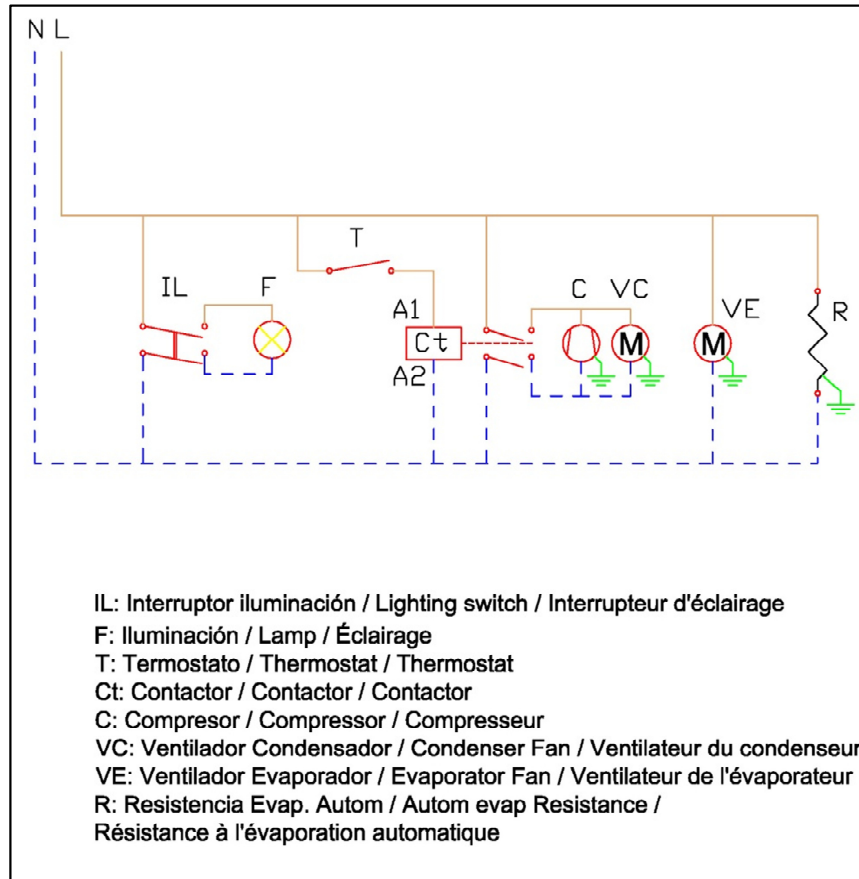 N L
T
IL
F
A1
C
VC
VE
R
Ct
M
M
A2
IL: Interruptor iluminación / Lighting switch / Interrupteur d'éclairage
F: Iluminación / Lamp / Éclairage
T: Termostato / Thermostat / Thermostat
Ct: Contactor / Contactor / Contactor
C: Compresor / Compressor / Compresseur
VC: Ventilador Condensador / Condenser Fan / Ventilateur du condenseur
VE: Ventilador Evaporador / Evaporator Fan / Ventilateur de l'évaporateur
R: Resistencia Evap. Autom / Autom evap Resistance /
Résistance à l'évaporation automatique